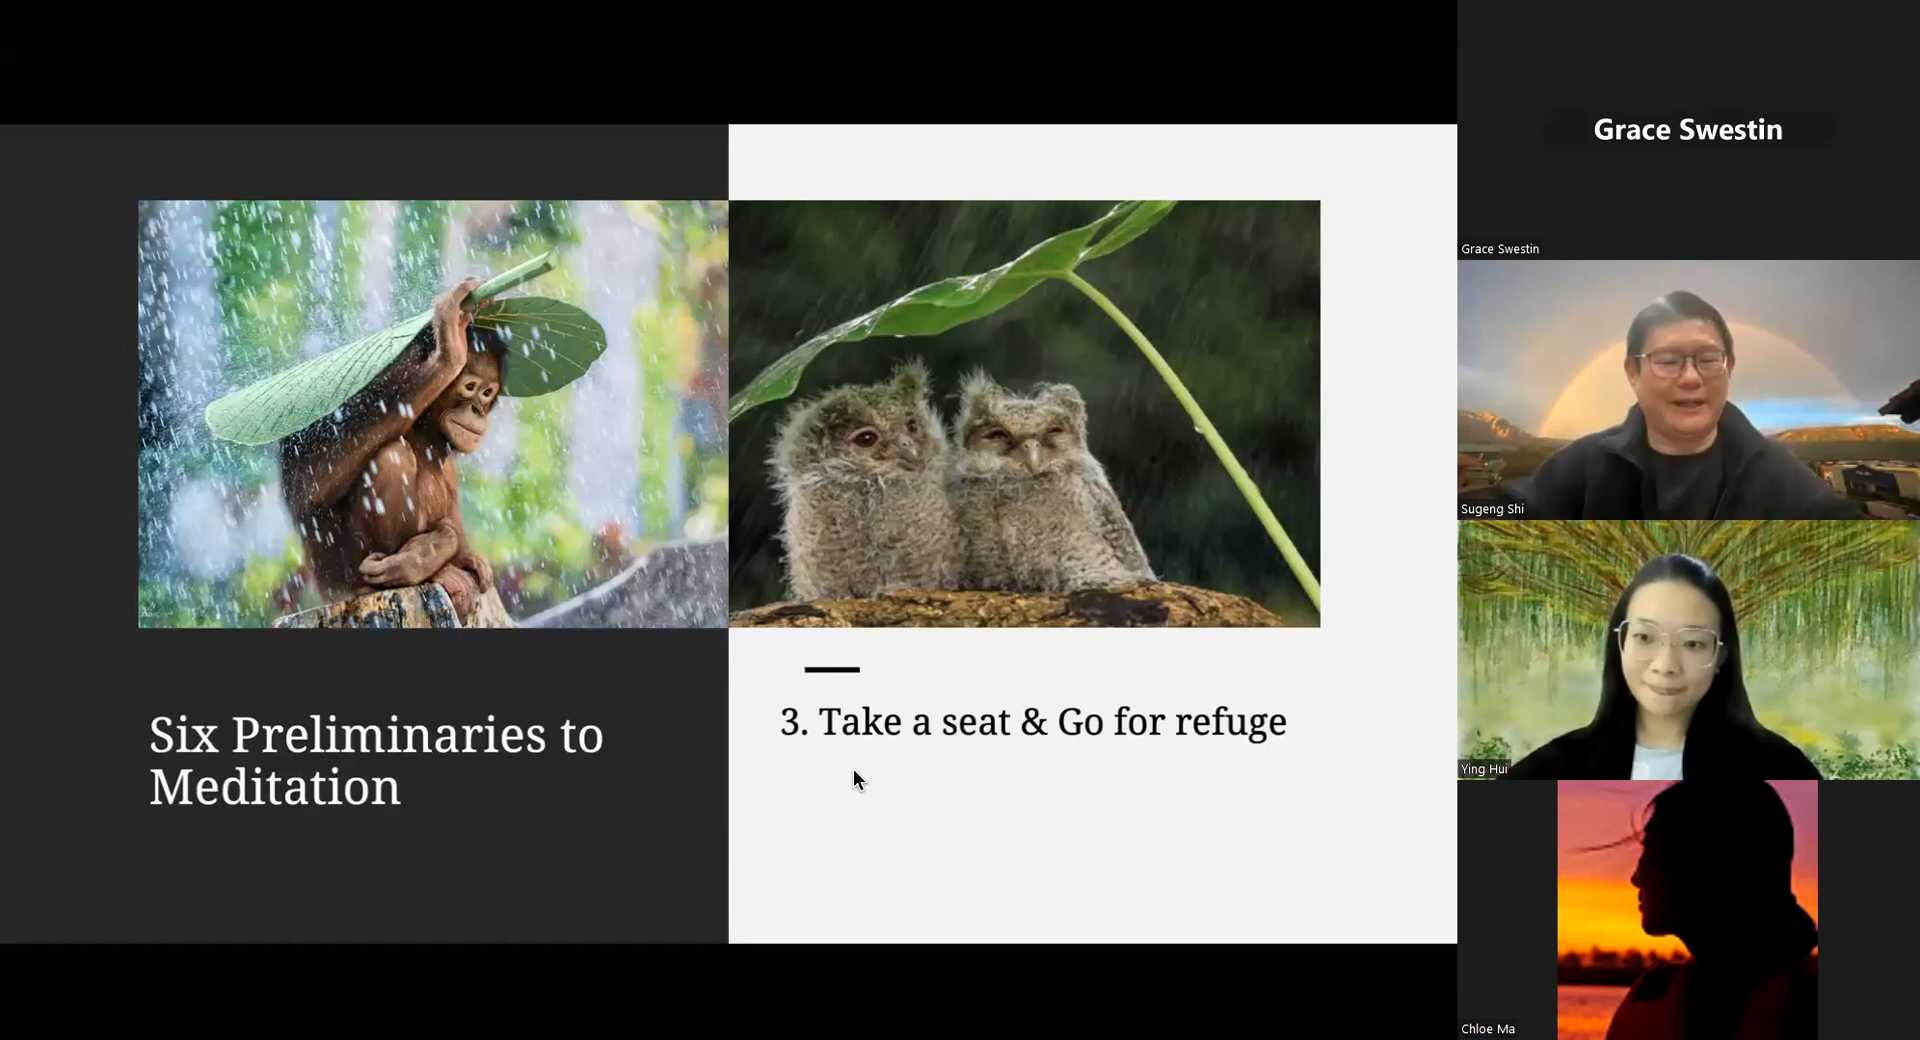 Six Preliminaries to
Meditation
3. Take a seat & Go for refuge
Grace Swestin
Grace Swestin
Sugeng Shi
Ying Hui
Chloe Ma